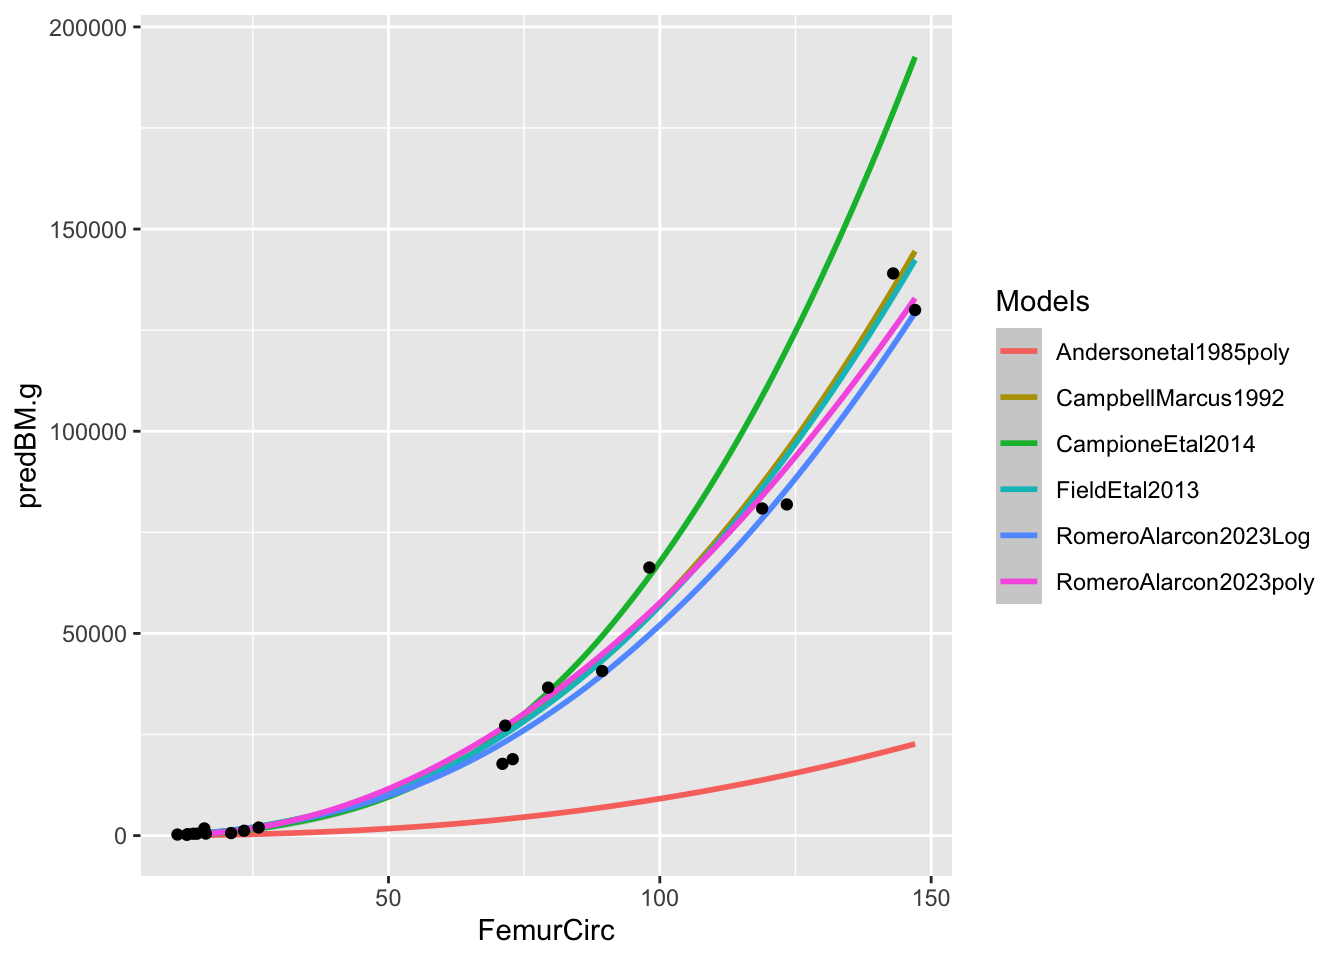 200000
150000
100000
50000
0
predBM.g
50
100
150
FemurCirc
Models
Andersonetal1985poly
CampbellMarcus1992
CampioneEtal2014
FieldEtal2013
RomeroAlarcon2023Log
RomeroAlarcon2023poly